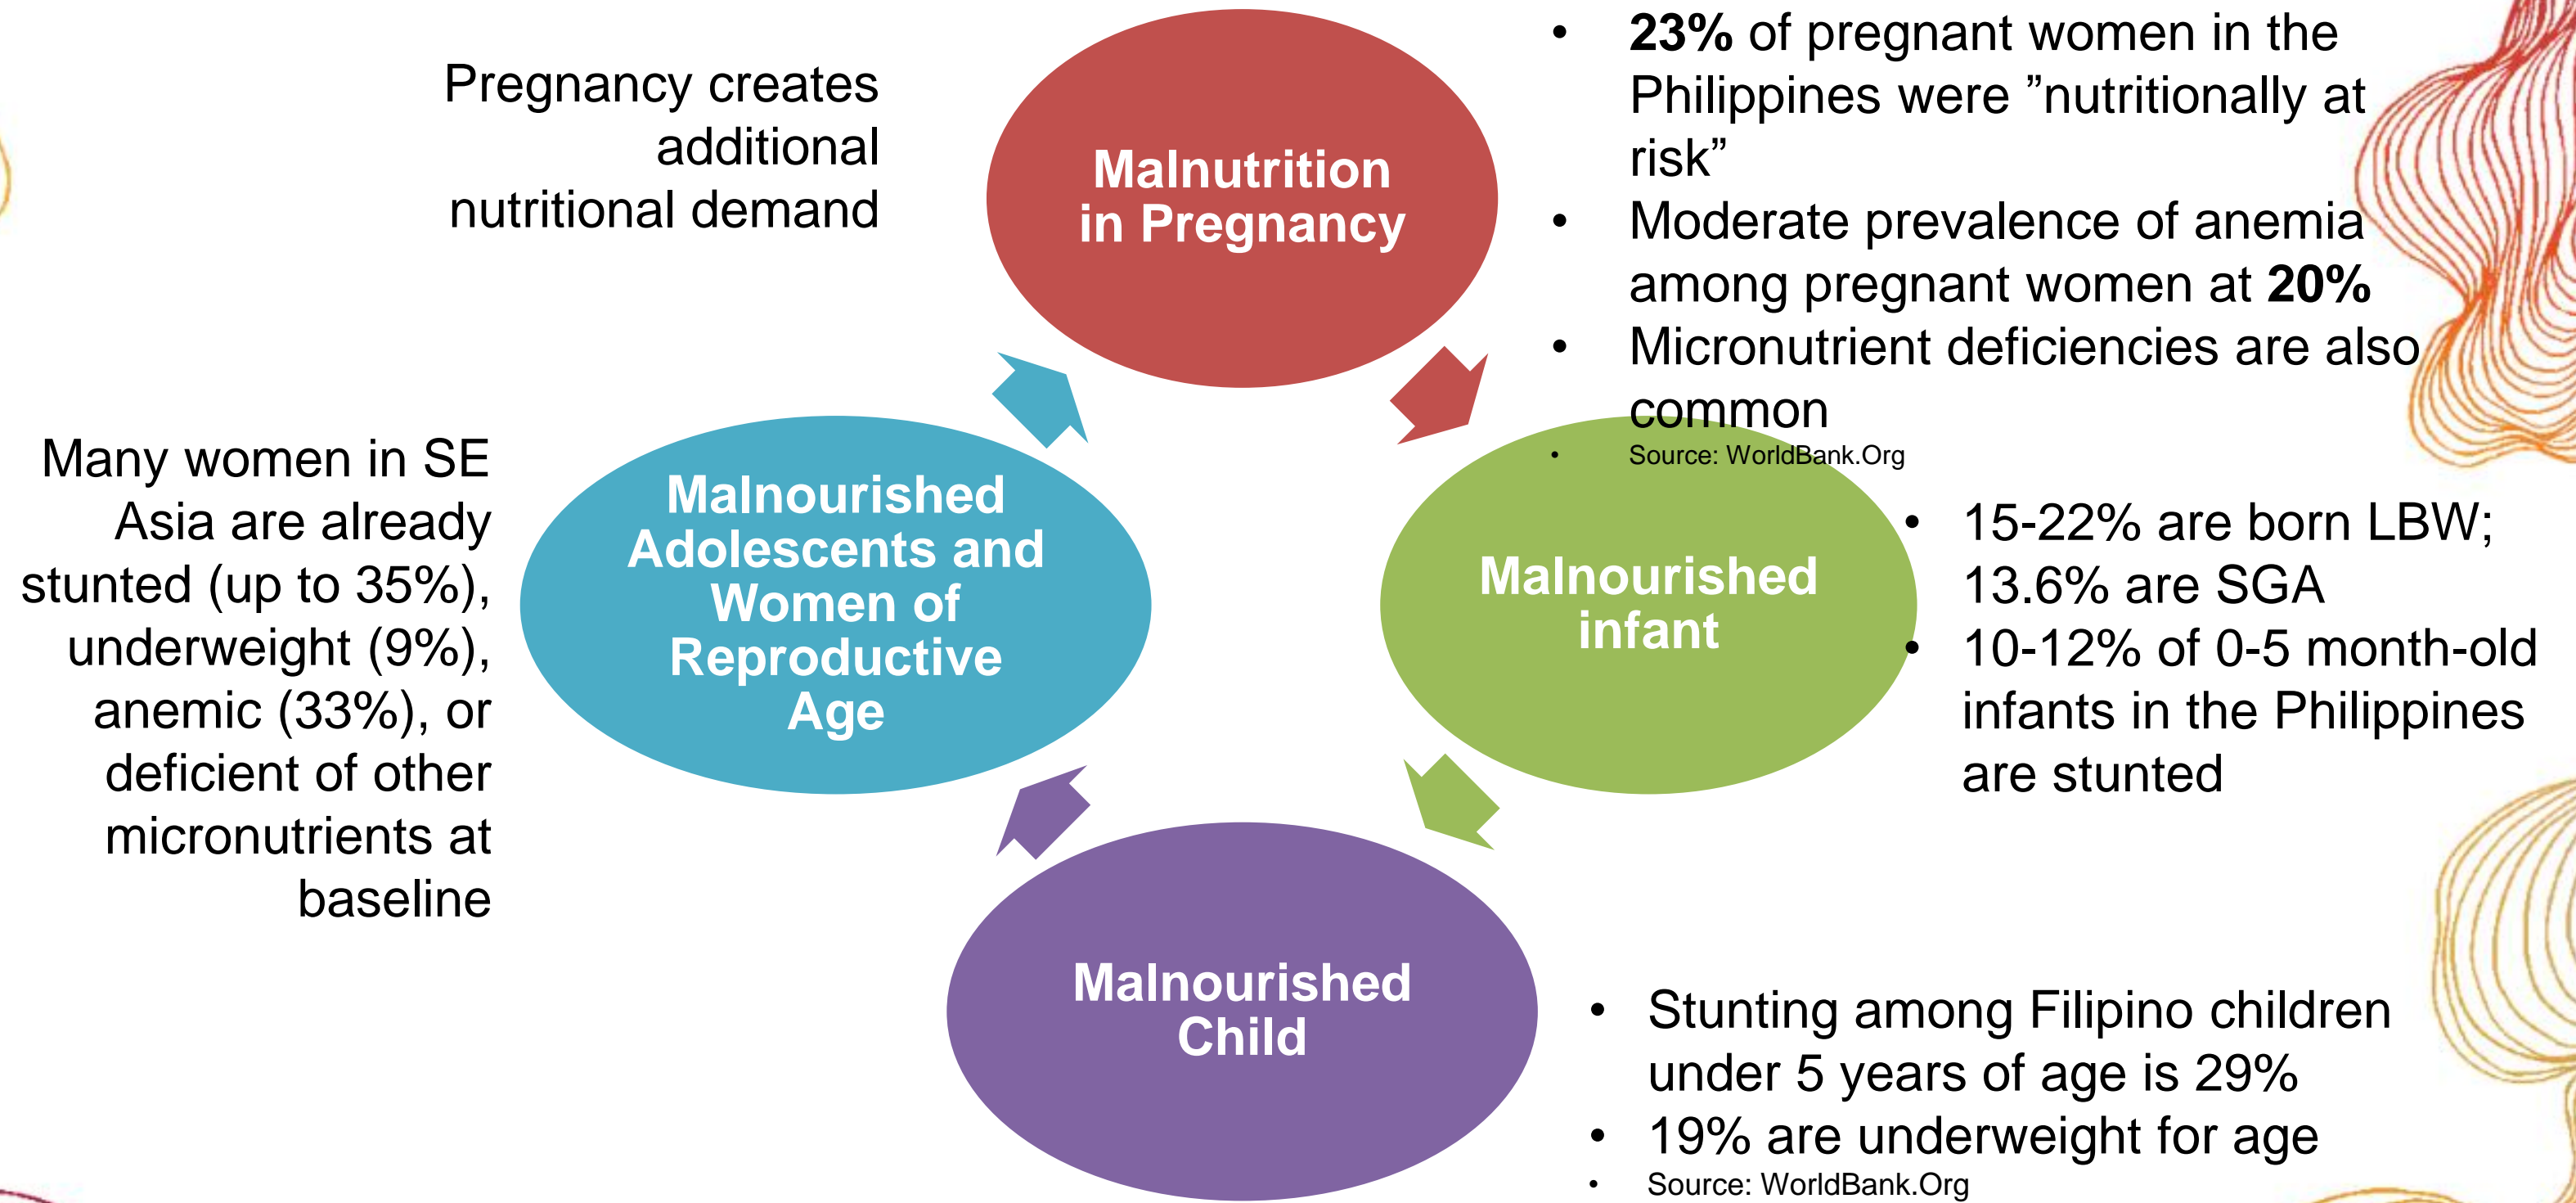 Pregnancy creates
additional
nutritional demand
Malnutrition
in Pregnancy
• 23% of pregnant women in the
Philippines were ”nutritionally at
risk”
• Moderate prevalence of anemia
among pregnant women at 20%
• Micronutrient deficiencies are also
common
• Source: WorldBank.Org
Many women in SE
Asia are already
stunted (up to 35%),
underweight (9%),
anemic (33%), or
deficient of other
micronutrients at
baseline
Malnourished
Adolescents and
Women of
Reproductive
Age
Malnourished
infant
• 15-22% are born LBW;
13.6% are SGA
• 10-12% of 0-5 month-old
infants in the Philippines
are stunted
Malnourished
Child
• Stunting among Filipino children
under 5 years of age is 29%
• 19% are underweight for age
• Source: WorldBank.Org